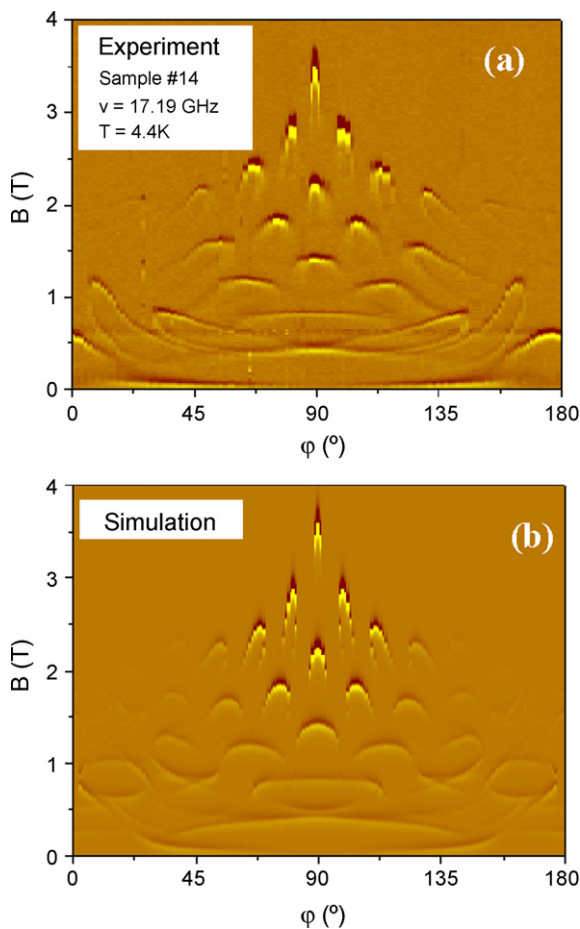 4
Experiment
Sample #14
ν = 17.19 GHz
T = 4.4K
(a)
3
B (T)
2
1
0
0 45 90 135 180
φ (º)
4
Simulation
(b)
3
B (T)
2
1
0
0 45 90 135 180
φ (º)